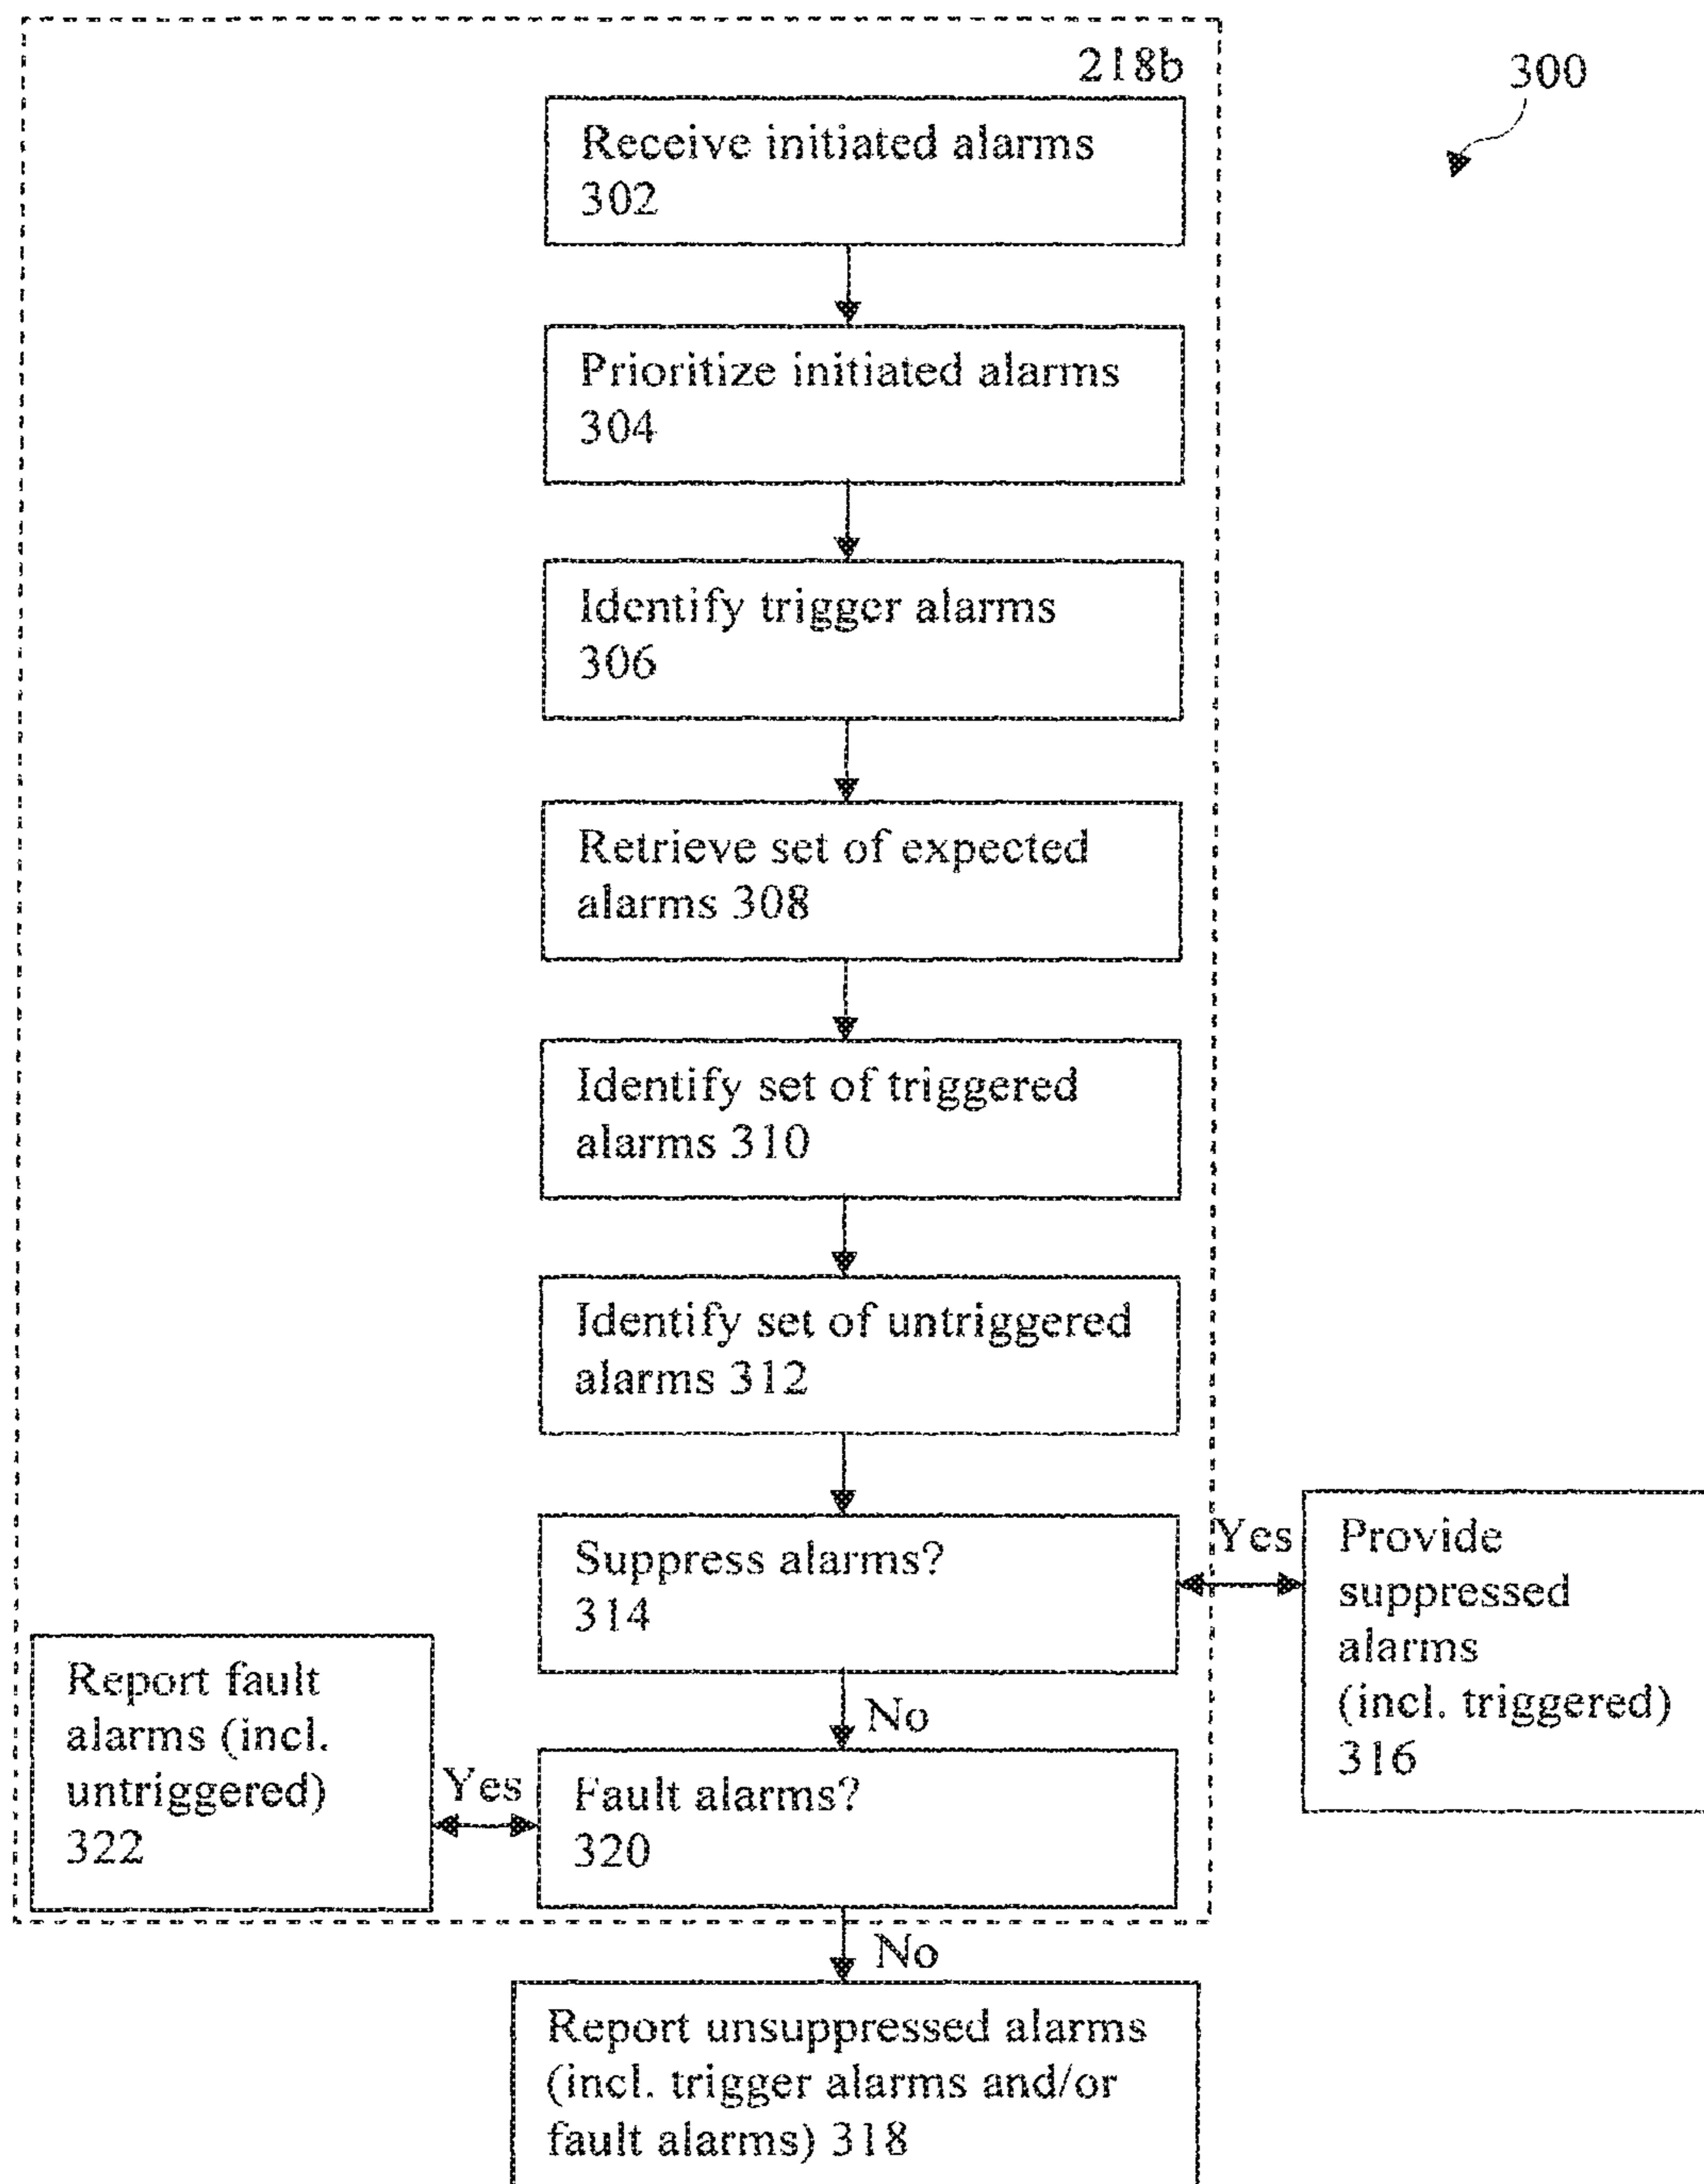 218b
300
Receive initiated alarms
302
Prioritize initiated alarms
304
Identify trigger alarms
306
Retrieve set of expected
alarms 308
Identify set of triggered
alarms 310
Identify set of untriggered
alarms 312
Suppress alarms?
314
Yes
Provide
suppressed
alarms
(incl. triggered)
316
No
Fault alarms?
320
Yes
Report fault
alarms (incl.
untriggered)
322
No
Report unsuppressed alarms
(incl. trigger alarms and/or
fault alarms) 318